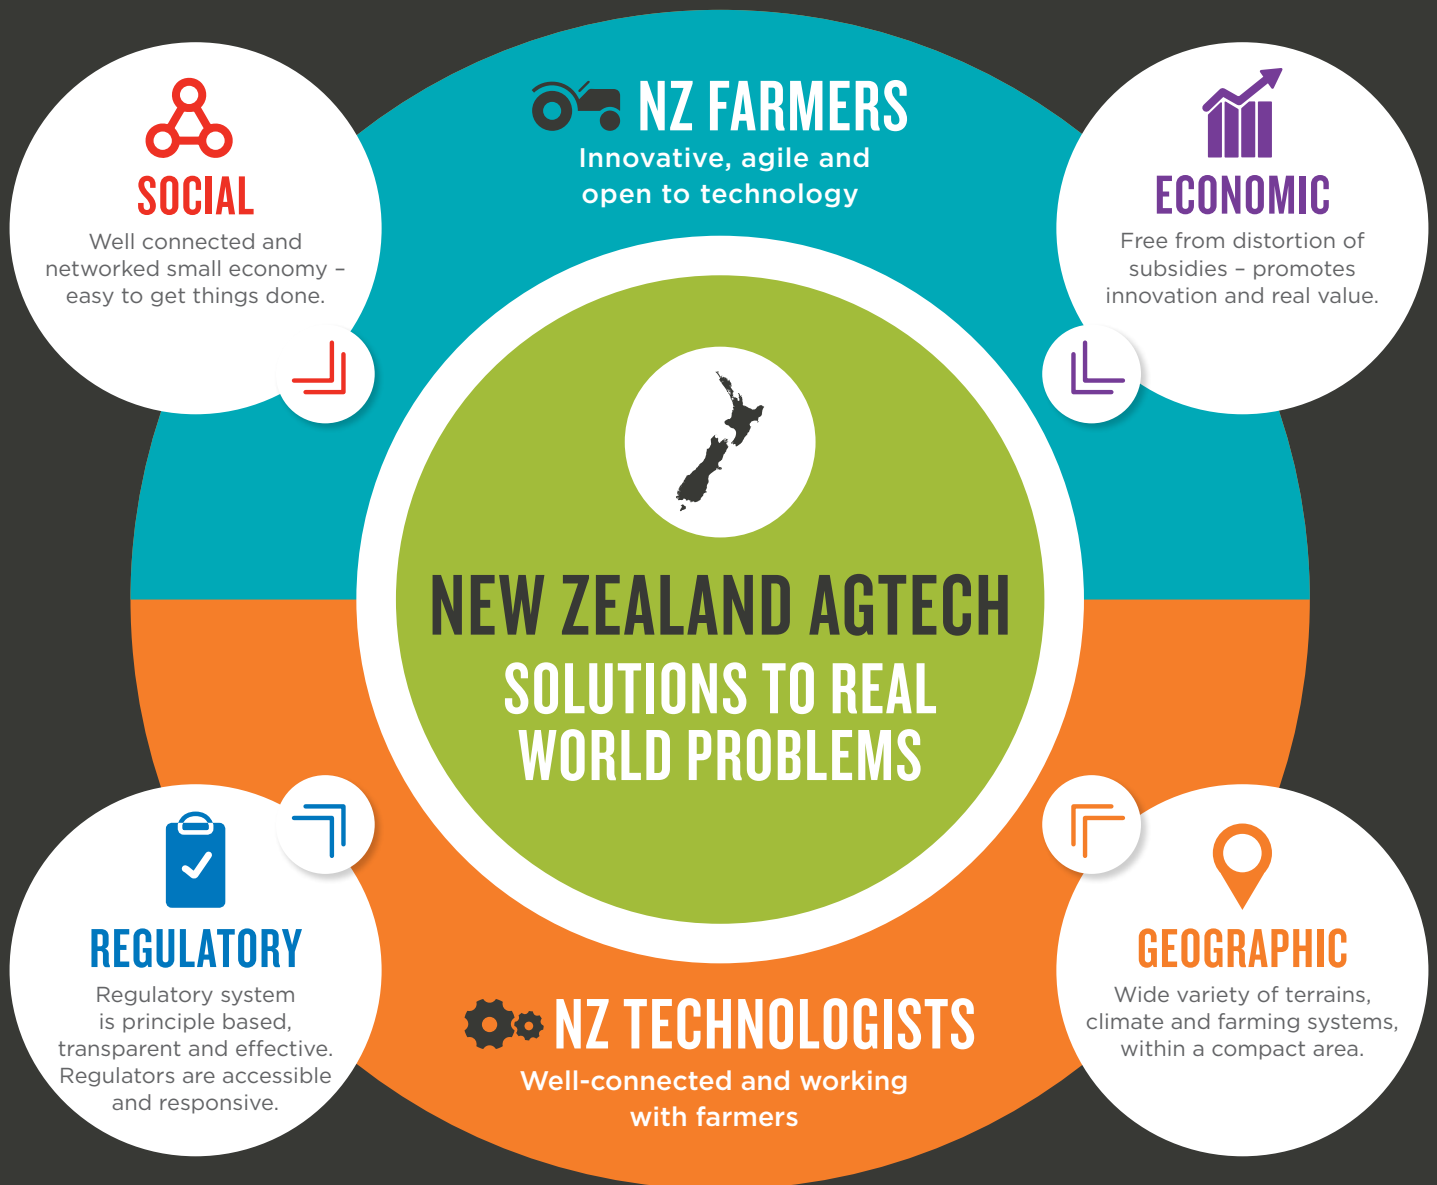 NZ FARMERS
Innovative, agile and
open to technology
SOCIAL
Well connected and
networked small economy –
easy to get things done.
ECONOMIC
Free from distortion of
subsidies – promotes
innovation and real value.
NEW ZEALAND AGTECH
SOLUTIONS TO REAL
WORLD PROBLEMS
REGULATORY
Regulatory system
is principle based,
transparent and effective.
Regulators are accessible
and responsive.
GEOGRAPHIC
Wide variety of terrains,
climate and farming systems,
within a compact area.
NZ TECHNOLOGISTS
Well-connected and working
with farmers